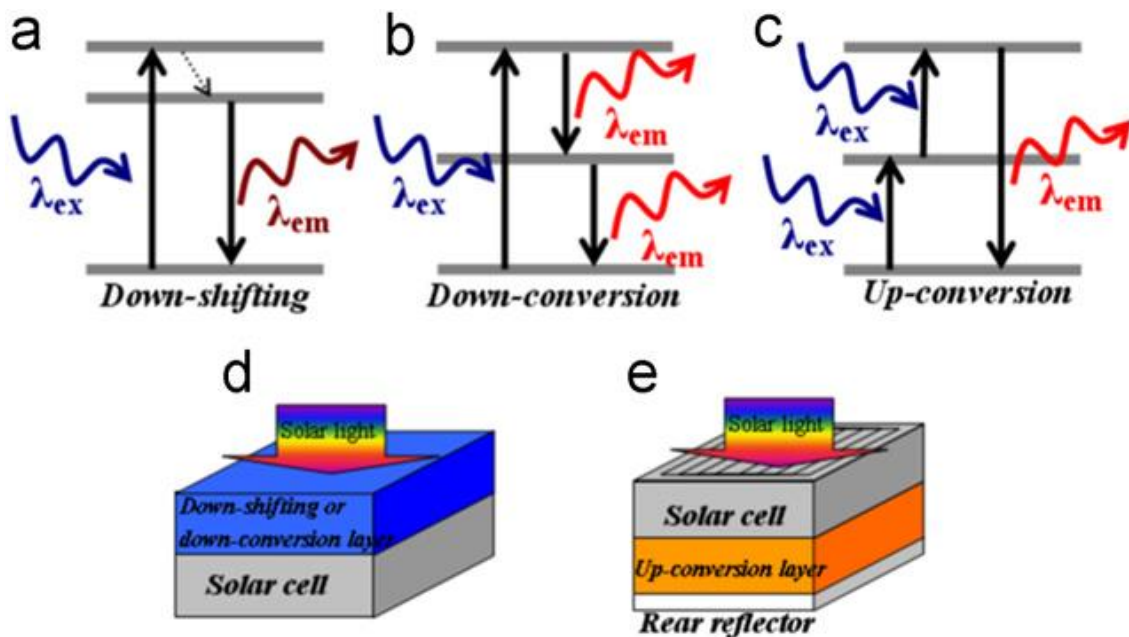 a
b
c
λex
λem
Down-shifting
λex
λem
λem
Down-conversion
λex
λex
λem
Up-conversion
d
e
Solar light
Down-shifting or
down-conversion layer
Solar cell
Solar light
Solar cell
Up-conversion layer
Rear reflector